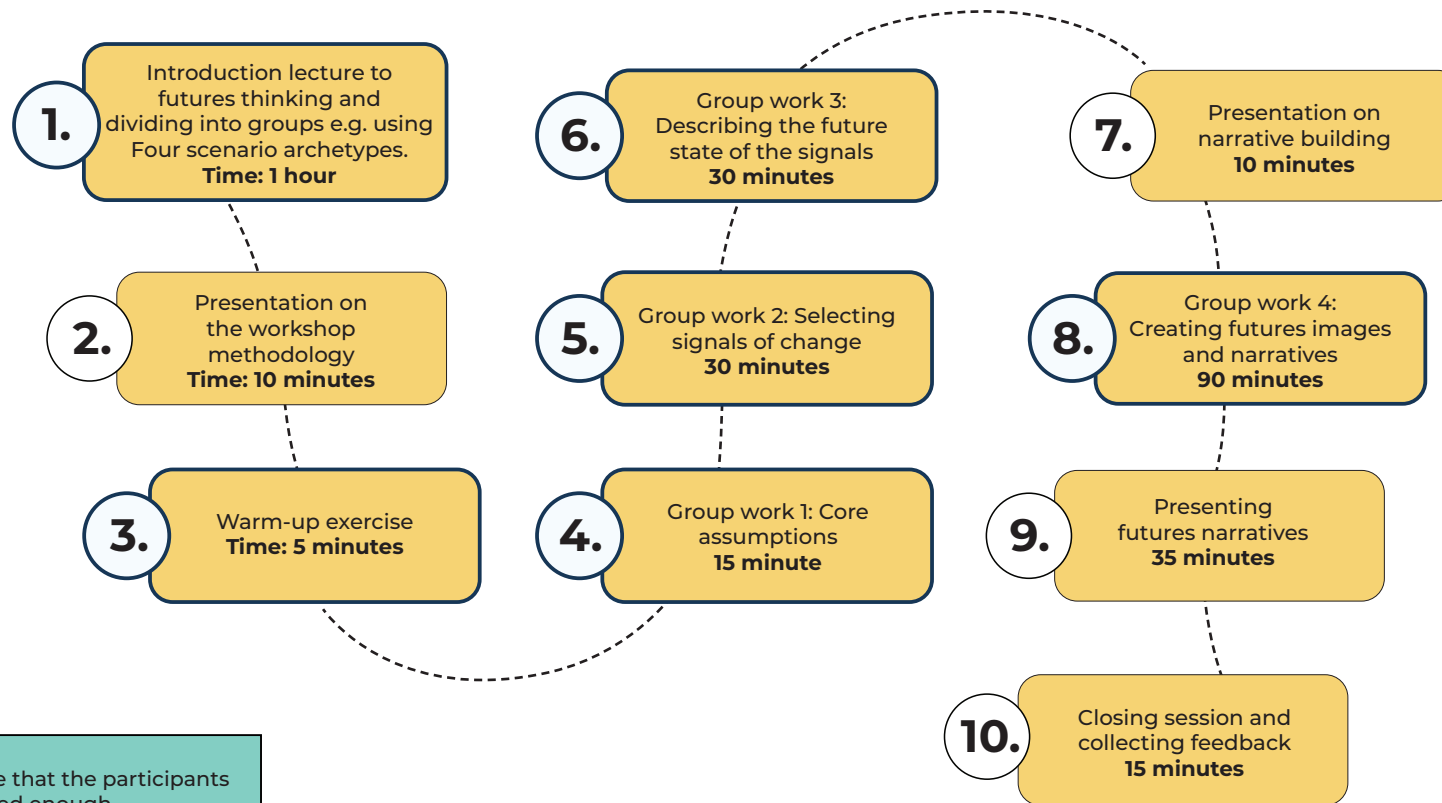 1.
Introduction lecture to
futures thinking and
dividing into groups e.g. using
Four scenario archetypes.
Time: 1 hour
2.
Presentation on
the workshop
methodology
Time: 10 minutes
3.
Warm-up exercise
Time: 5 minutes
4.
Group work 1: Core
assumptions
15 minute
5.
Group work 2: Selecting
signals of change
30 minutes
6.
Group work 3:
Describing the future
state of the signals
30 minutes
7.
Presentation on
narrative building
10 minutes
8.
Group work 4:
Creating futures images
and narratives
90 minutes
9.
Presenting
futures narratives
35 minutes
10.
Closing session and
collecting feedback
15 minutes
that the participants
enough